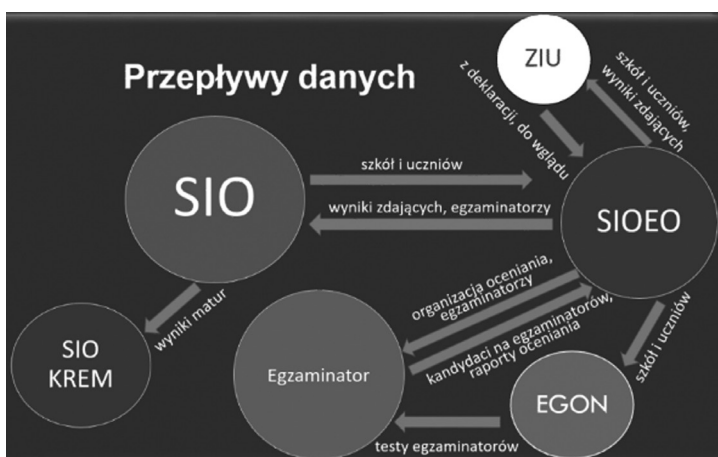 Przepływy danych
ZIU
szkół i uczniów,
wyniki zdających
z deklaracji, do wglądu
SIO
szkół i uczniów
wyniki zdających, egzaminatorzy
SIOEO
organizacja oceniania,
egzaminatorzy
kandydaci na egzaminatorów,
raporty oceniania
szkół i uczniów
wyniki matur
SIO
KREM
Egzaminator
EGON
testy egzaminatorów